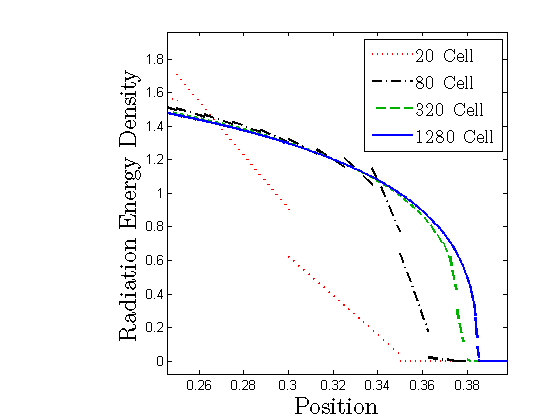 20 Cell
80 Cell
320 Cell
1280 Cell
Radiation Energy Density
1.8
1.6
1.4
1.2
1
0.8
0.6
0.4
0.2
0
0.26 0.28 0.3 0.32 0.34 0.36 0.38
Position